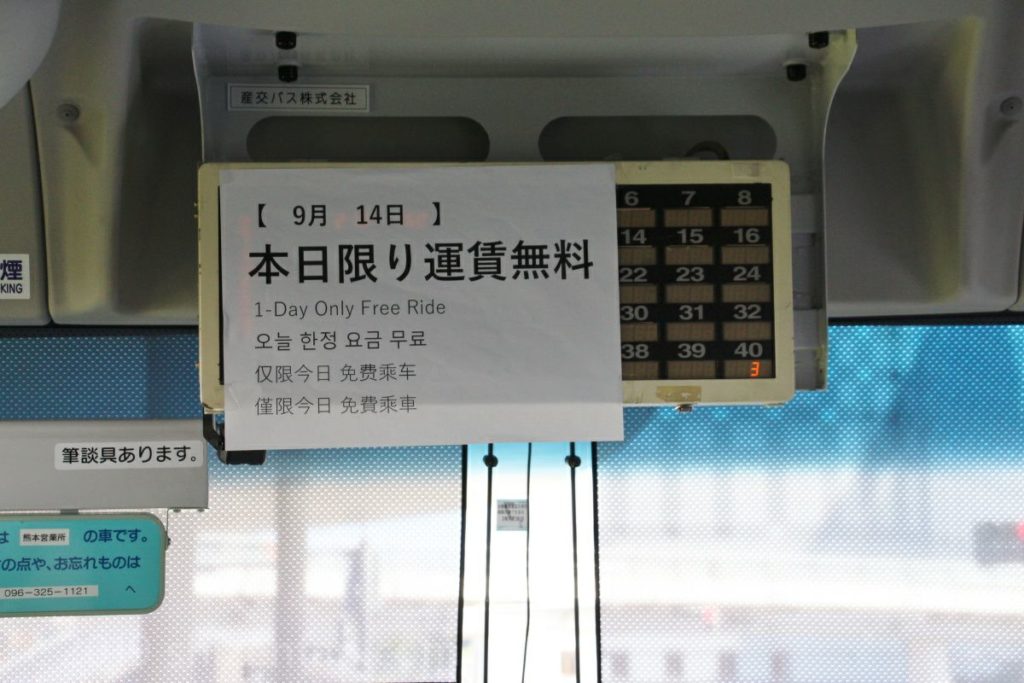 産交バス株式会社
【 9月 14日 】
本日限り運賃無料
1-Day Only Free Ride
오늘 한정 요금 무료
仅限今日 免费乘车
僅限今日 免費乘車
6 7 8
14 15 16
22 23 24
30 31 32
38 39 40
3
煙
KING
筆談具あります。
は 熊本営業所 の車です。
の点や、お忘れものは
096-325-1121 へ